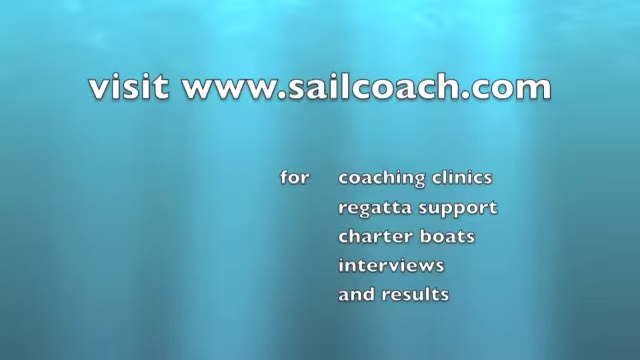 visit www.sailcoach.com
for coaching clinics
regatta support
charter boats
interviews
and results